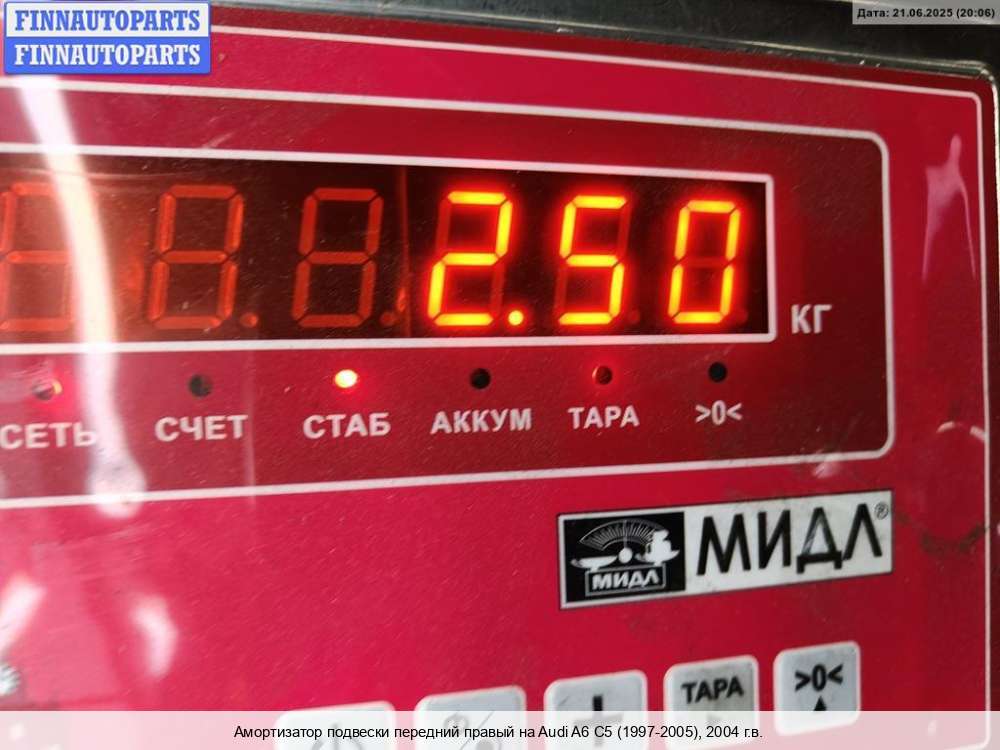 FINNAUTOPARTS
FINNAUTOPARTS
Дата: 21.06.2025 (20:06)
2.50 КГ
СЕТЬ СЧЕТ СТАБ АККУМ ТАРА >0<
МИДЛ МИДЛ®
+ ТАРА >0<
Амортизатор подвески передний правый на Audi A6 C5 (1997-2005), 2004 г.в.